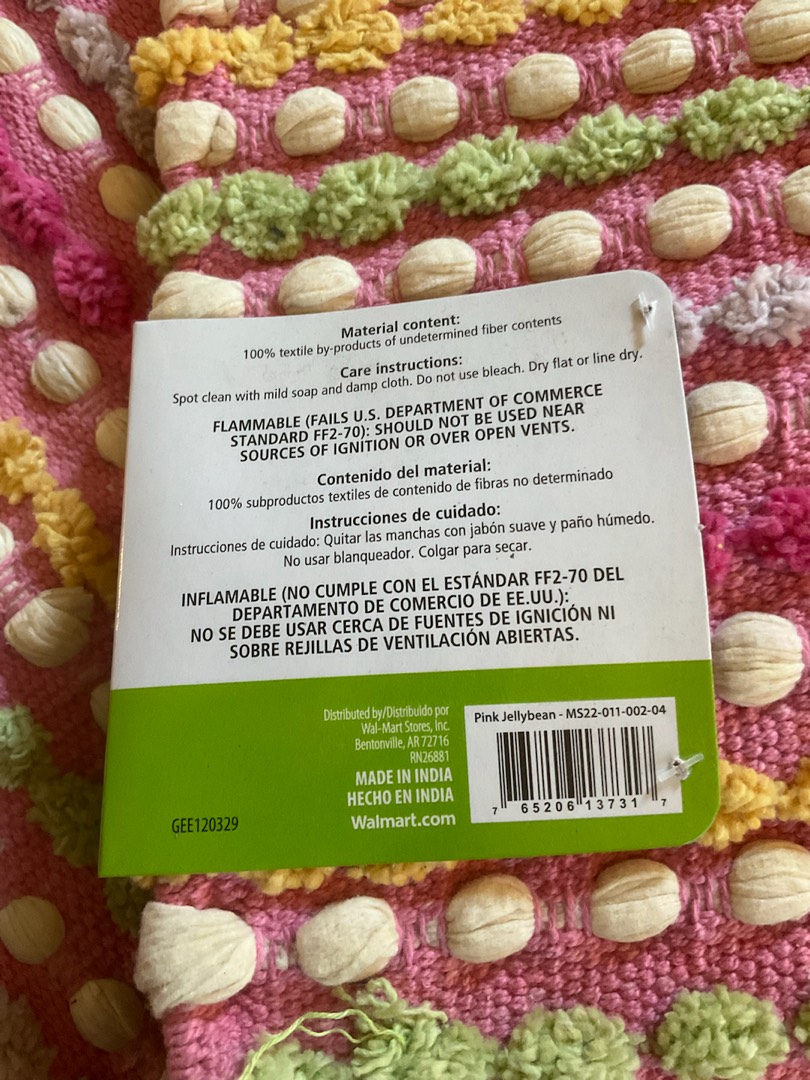 Material content:
100% textile by-products of undetermined fiber contents
Care instructions:
Spot clean with mild soap and damp cloth. Do not use bleach. Dry flat or line dry.
FLAMMABLE (FAILS U.S. DEPARTMENT OF COMMERCE
STANDARD FF2-70): SHOULD NOT BE USED NEAR
SOURCES OF IGNITION OR OVER OPEN VENTS.
Contenido del material:
100% subproductos textiles de contenido de fibras no determinado
Instrucciones de cuidado:
Instrucciones de cuidado: Quitar las manchas con jabón suave y paño húmedo.
No usar blanqueador. Colgar para secar.
INFLAMABLE (NO CUMPLE CON EL ESTÁNDAR FF2-70 DEL
DEPARTAMENTO DE COMERCIO DE EE.UU.):
NO SE DEBE USAR CERCA DE FUENTES DE IGNICIÓN NI
SOBRE REJILLAS DE VENTILACIÓN ABIERTAS.
Distributed by/Distribuido por
Wal-Mart Stores, Inc.
Bentonville, AR 72716
RN26881
MADE IN INDIA
HECHO EN INDIA
Walmart.com
GEE120329
Pink Jellybean - MS22-011-002-04
7 65206 13731 7